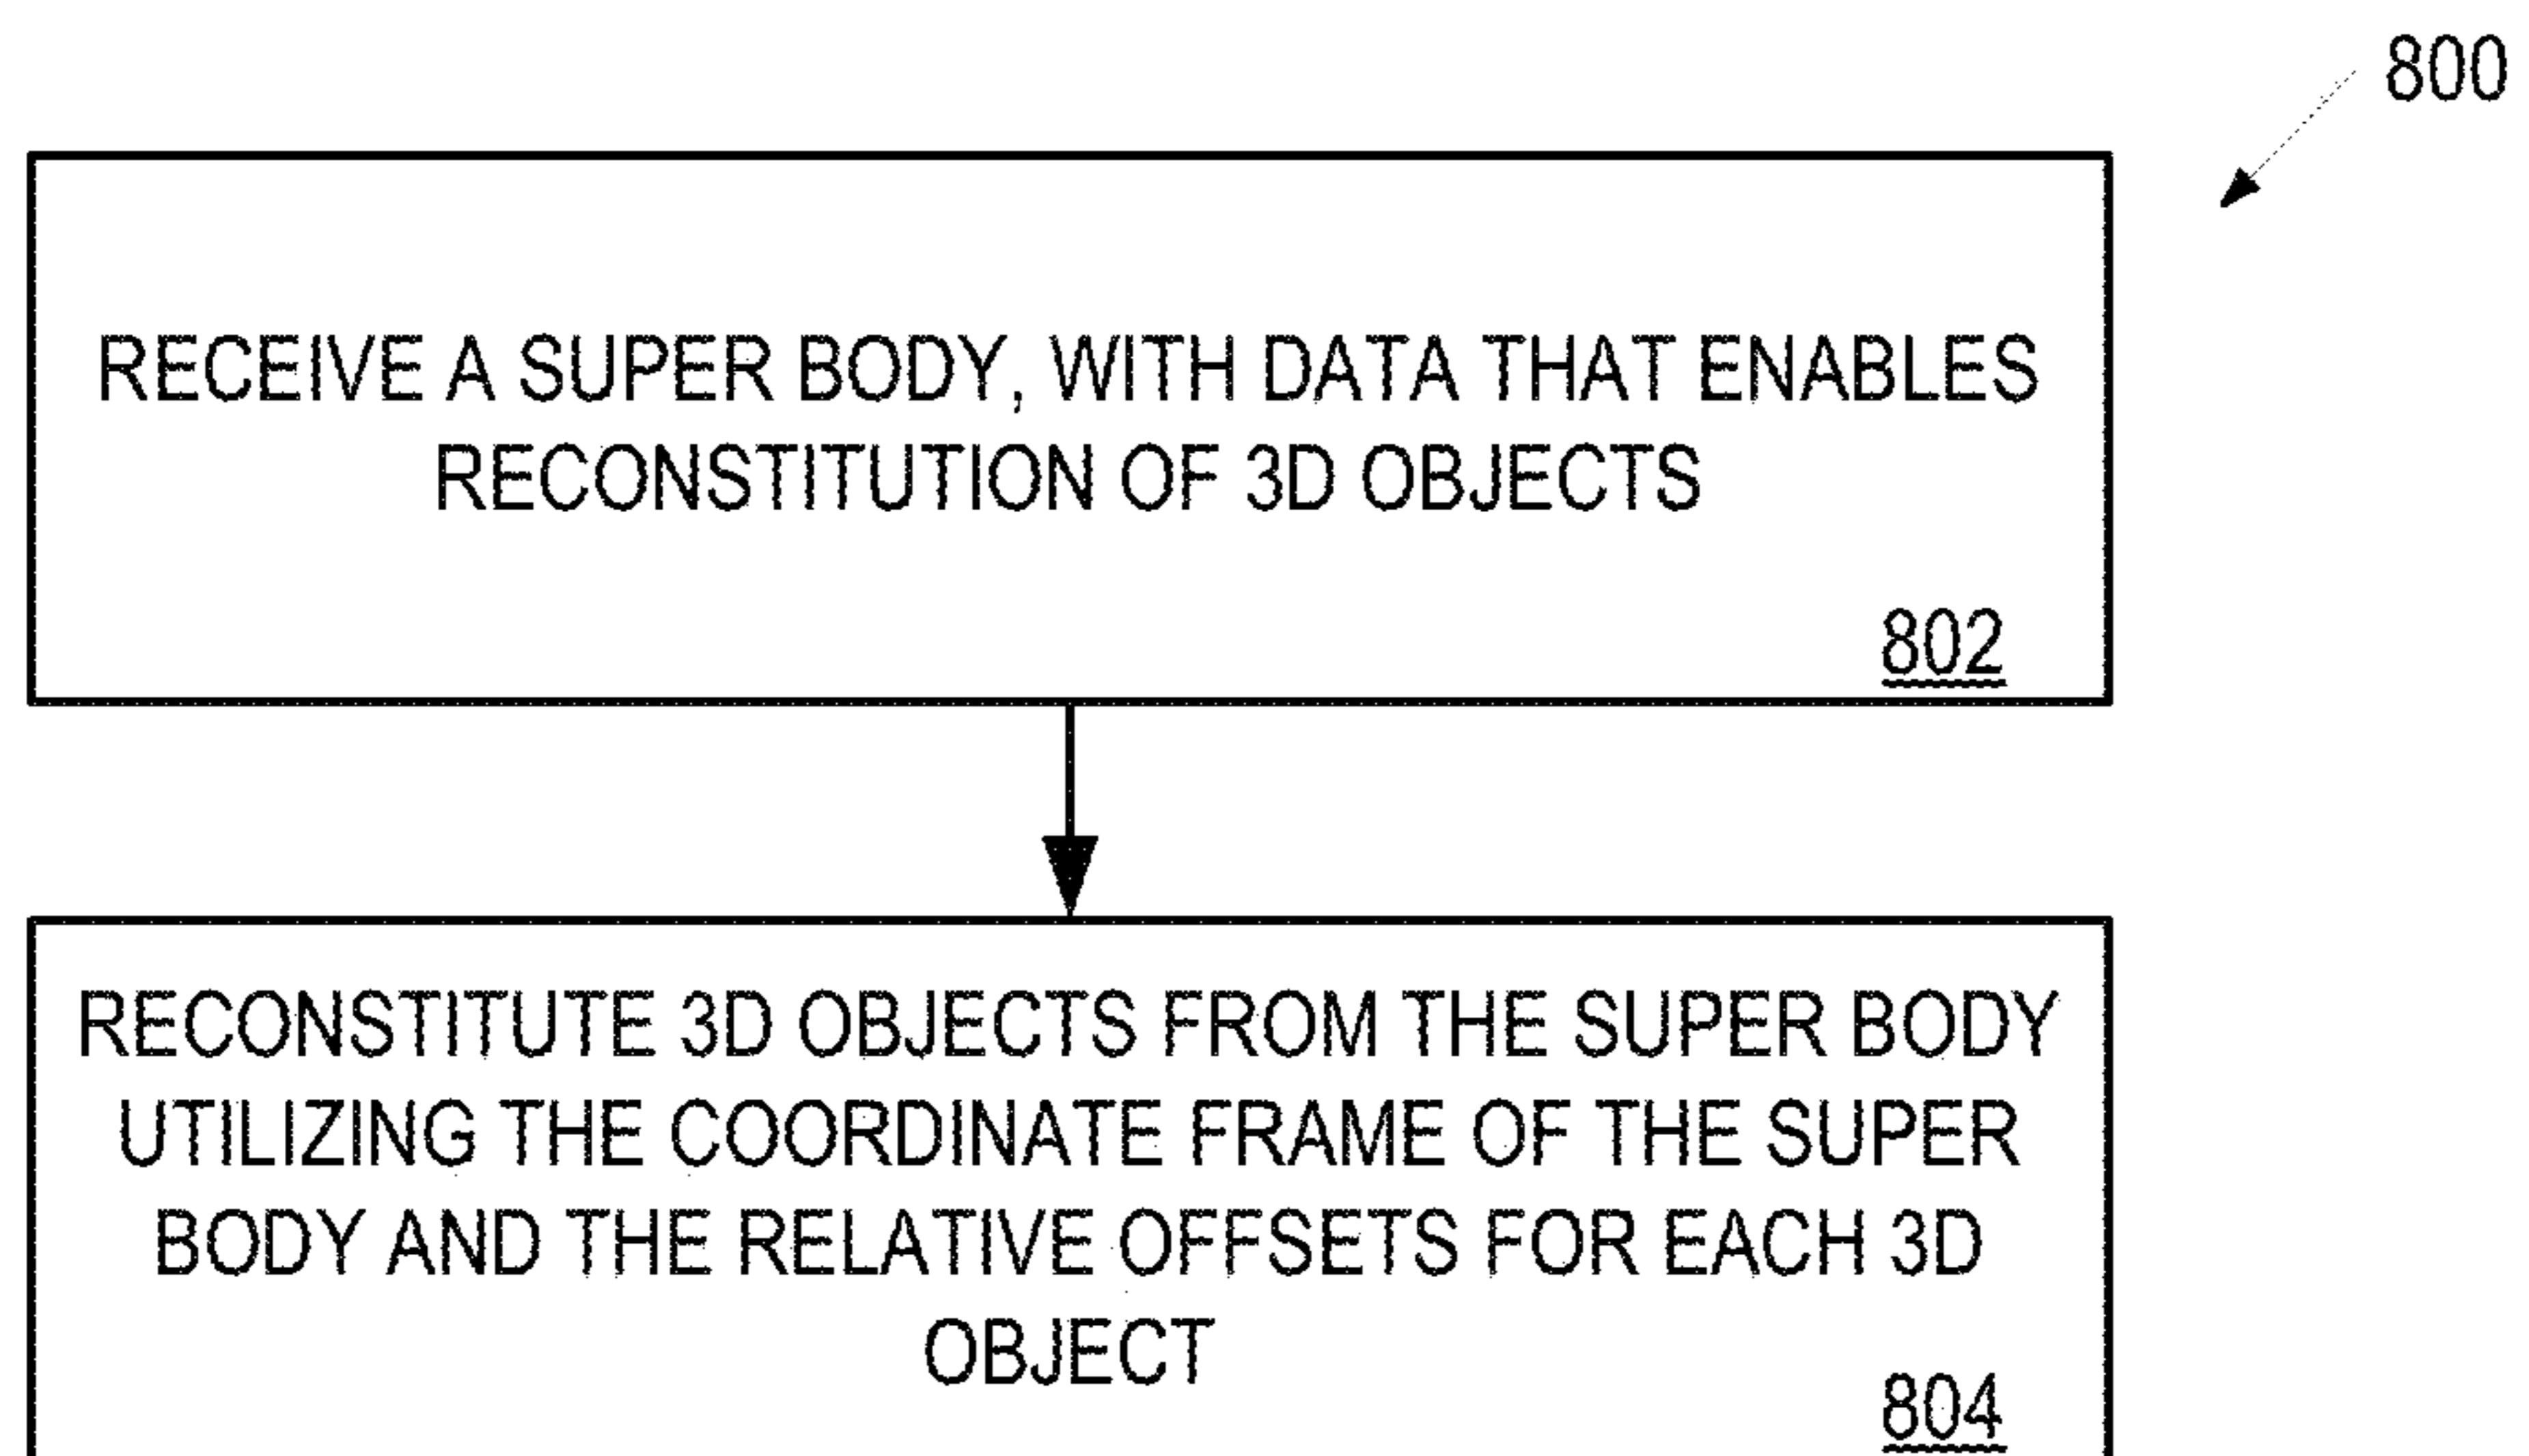 800
RECEIVE A SUPER BODY, WITH DATA THAT ENABLES
RECONSTITUTION OF 3D OBJECTS
802
RECONSTITUTE 3D OBJECTS FROM THE SUPER BODY
UTILIZING THE COORDINATE FRAME OF THE SUPER
BODY AND THE RELATIVE OFFSETS FOR EACH 3D
OBJECT
804